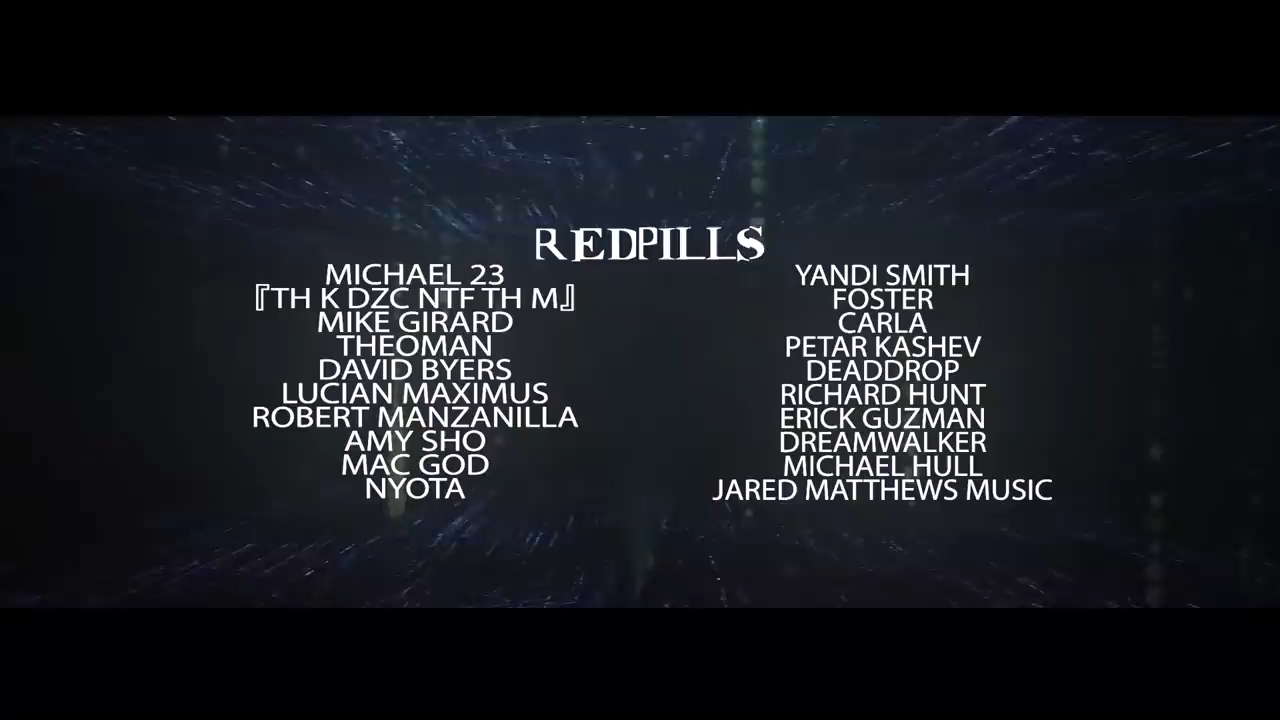 REDPILLS
MICHAEL 23
『TH K DZC NTF TH M』
MIKE GIRARD
THEOMAN
DAVID BYERS
LUCIAN MAXIMUS
ROBERT MANZANILLA
AMY SHO
MAC GOD
NYOTA
YANDI SMITH
FOSTER
CARLA
PETAR KASHEV
DEADDROP
RICHARD HUNT
ERICK GUZMAN
DREAMWALKER
MICHAEL HULL
JARED MATTHEWS MUSIC